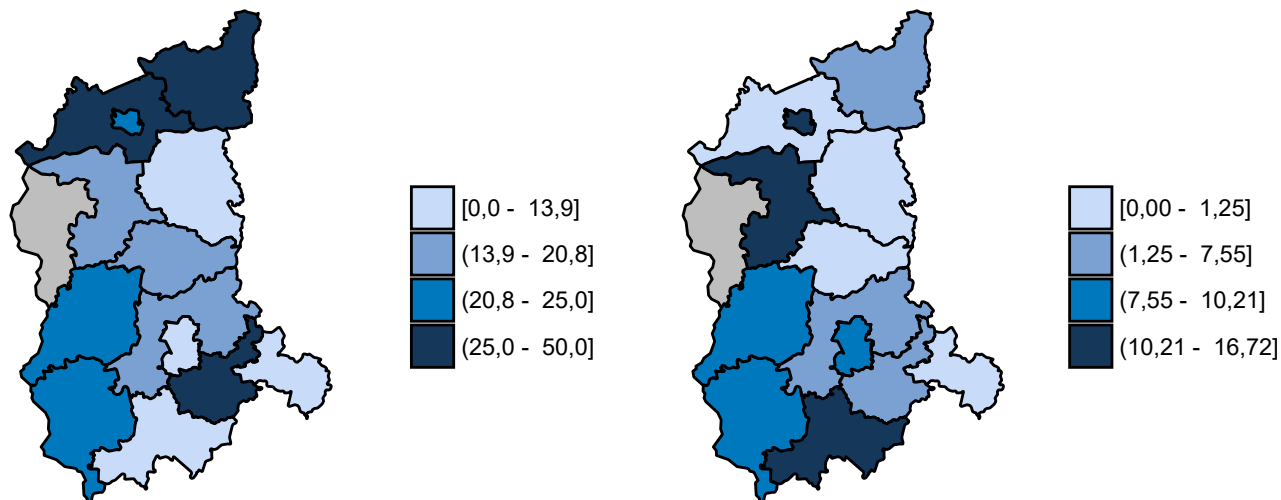 [0,0 - 13,9]
(13,9 - 20,8]
(20,8 - 25,0]
(25,0 - 50,0]
[0,00 - 1,25]
(1,25 - 7,55]
(7,55 - 10,21]
(10,21 - 16,72]